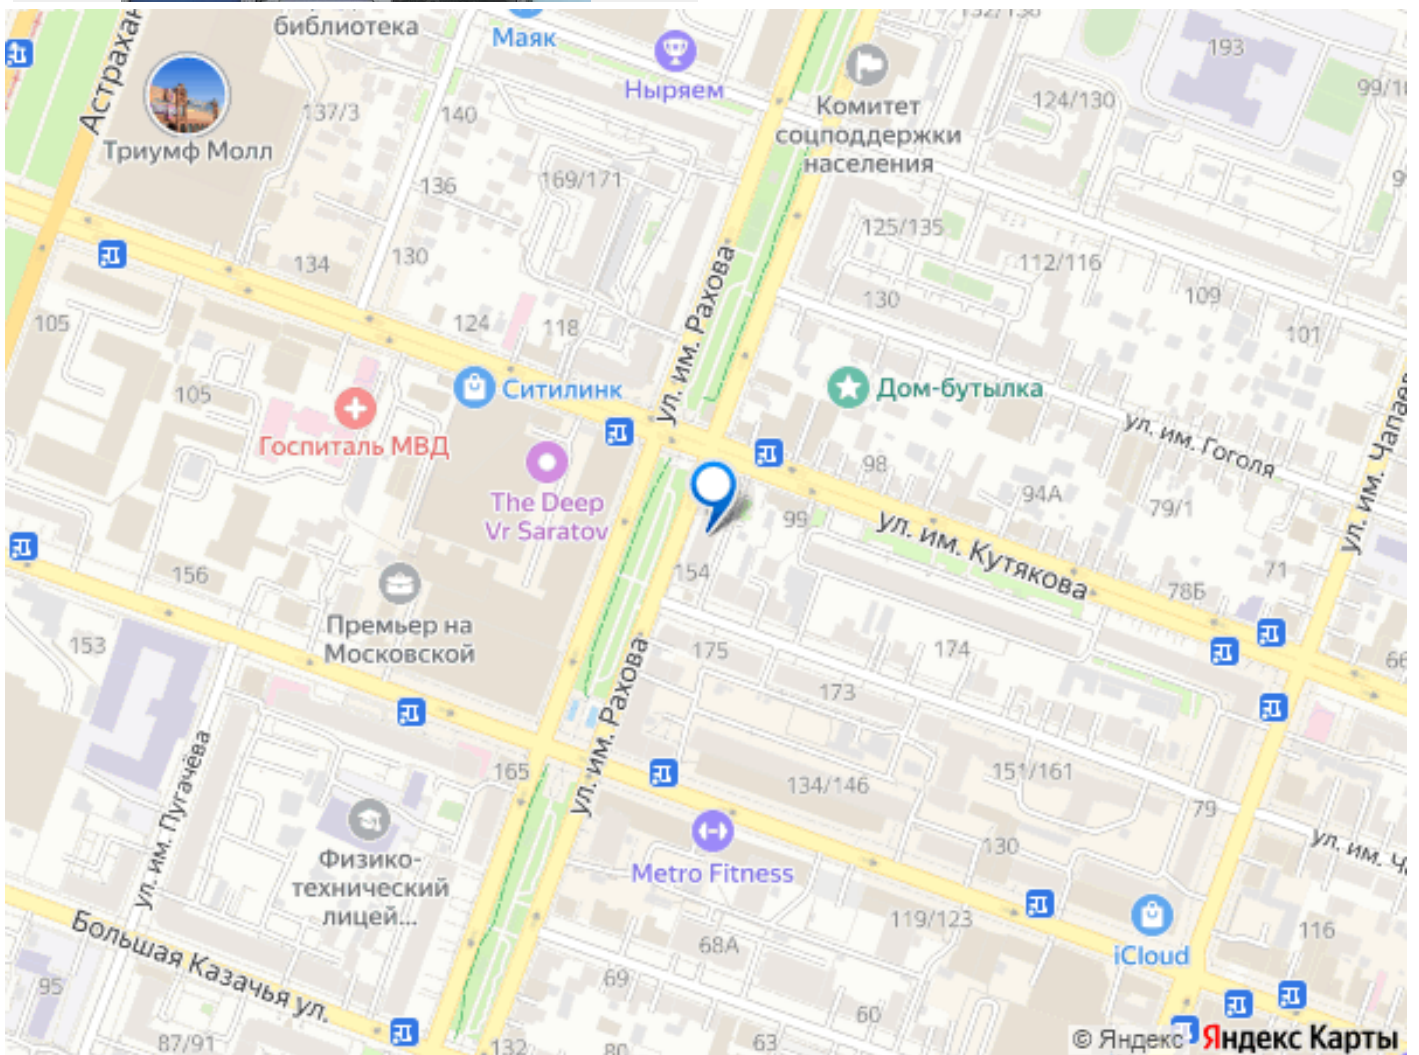 библиотека
Маяк
132/136
193
Ныряем
Комитет
соцподдержки
населения
124/130
Астрахан
137/3
140
Триумф Молл
136
169/171
125/135
134
130
112/116
130
109
101
105
124
118
ул. им. Рахова
105
Ситилинк
Дом-бутылка
Госпиталь МВД
ул. им. Гоголя
ул. им. Чапаев
The Deep
Vr Saratov
98
94А
79/1
99
ул. им. Кутякова
156
154
71
78Б
Премьер на
Московской
153
175
174
66
ул. им. Рахова
173
ул. им. Пугачёва
165
134/146
151/161
79
Физико-
технический
лицей...
Metro Fitness
130
ул. им. Ч
Большая Казачья ул.
119/123
68А
iCloud
116
95
69
60
87/91
132
80
63
© Яндекс Яндекс Карты